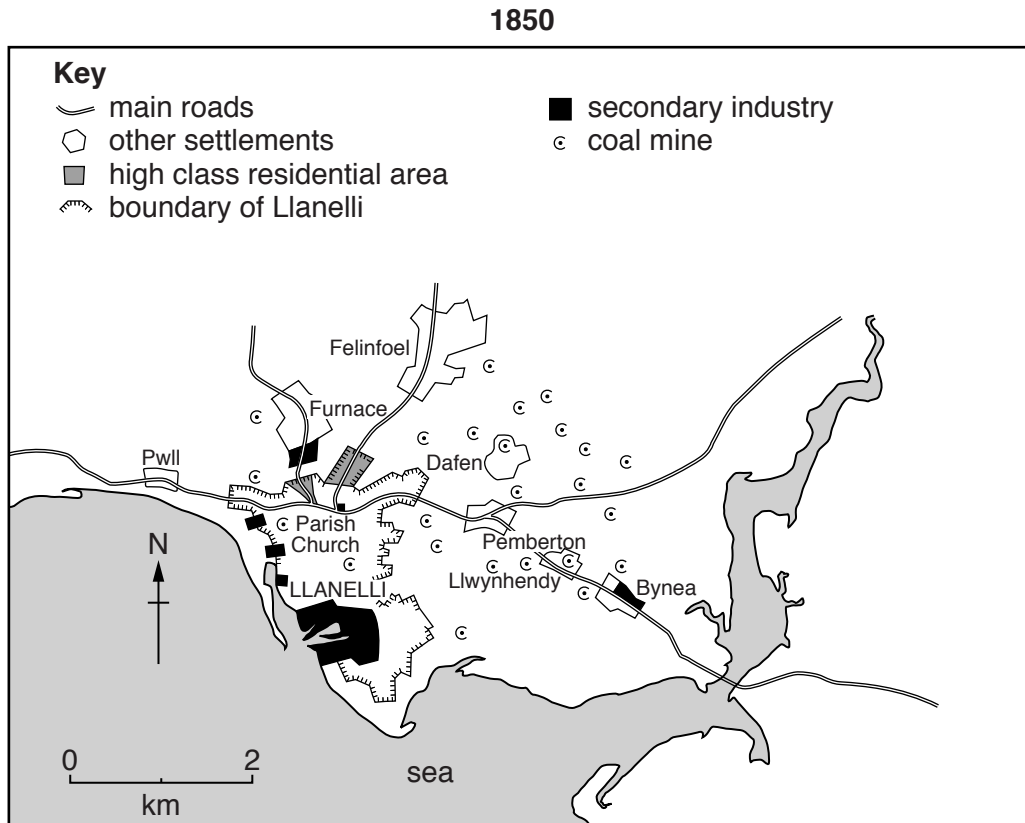 1850
Key
main roads
other settlements
high class residential area
boundary of Llanelli
secondary industry
coal mine
Felinfoel
Furnace
Pwll
Dafen
Parish
Church
Pemberton
Llwynhendy
Bynea
LLANELLI
N
0 2
km
sea